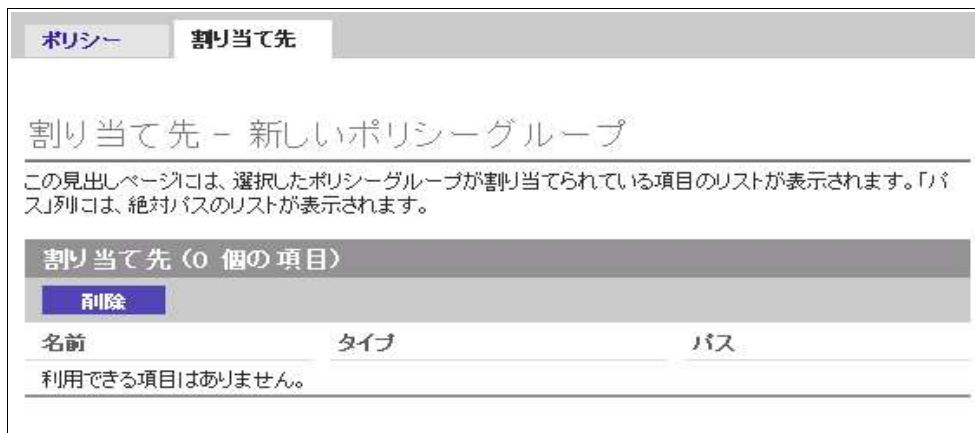 ポリシー 割り当て先
割り当て先 - 新しいポリシーグループ
この見出しページには、選択したポリシーグループが割り当てられている項目のリストが表示されます。「パ
ス」列には、絶対パスのリストが表示されます。
割り当て先 (0 個の項目)
削除
名前 タイプ パス
利用できる項目はありません。